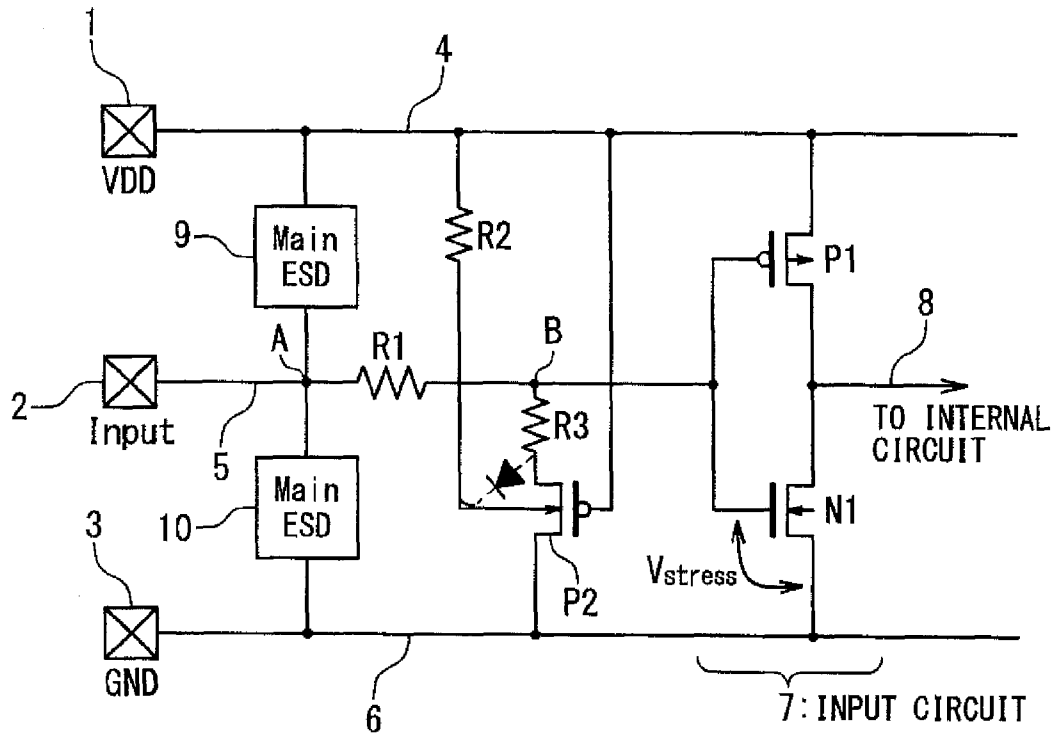 1
4
VDD
9
Main
ESD
R2
P1
A
R1
B
8
2
Input
5
R3
TO INTERNAL
CIRCUIT
10
Main
ESD
N1
Vstress
3
P2
GND
6
7:INPUT CIRCUIT